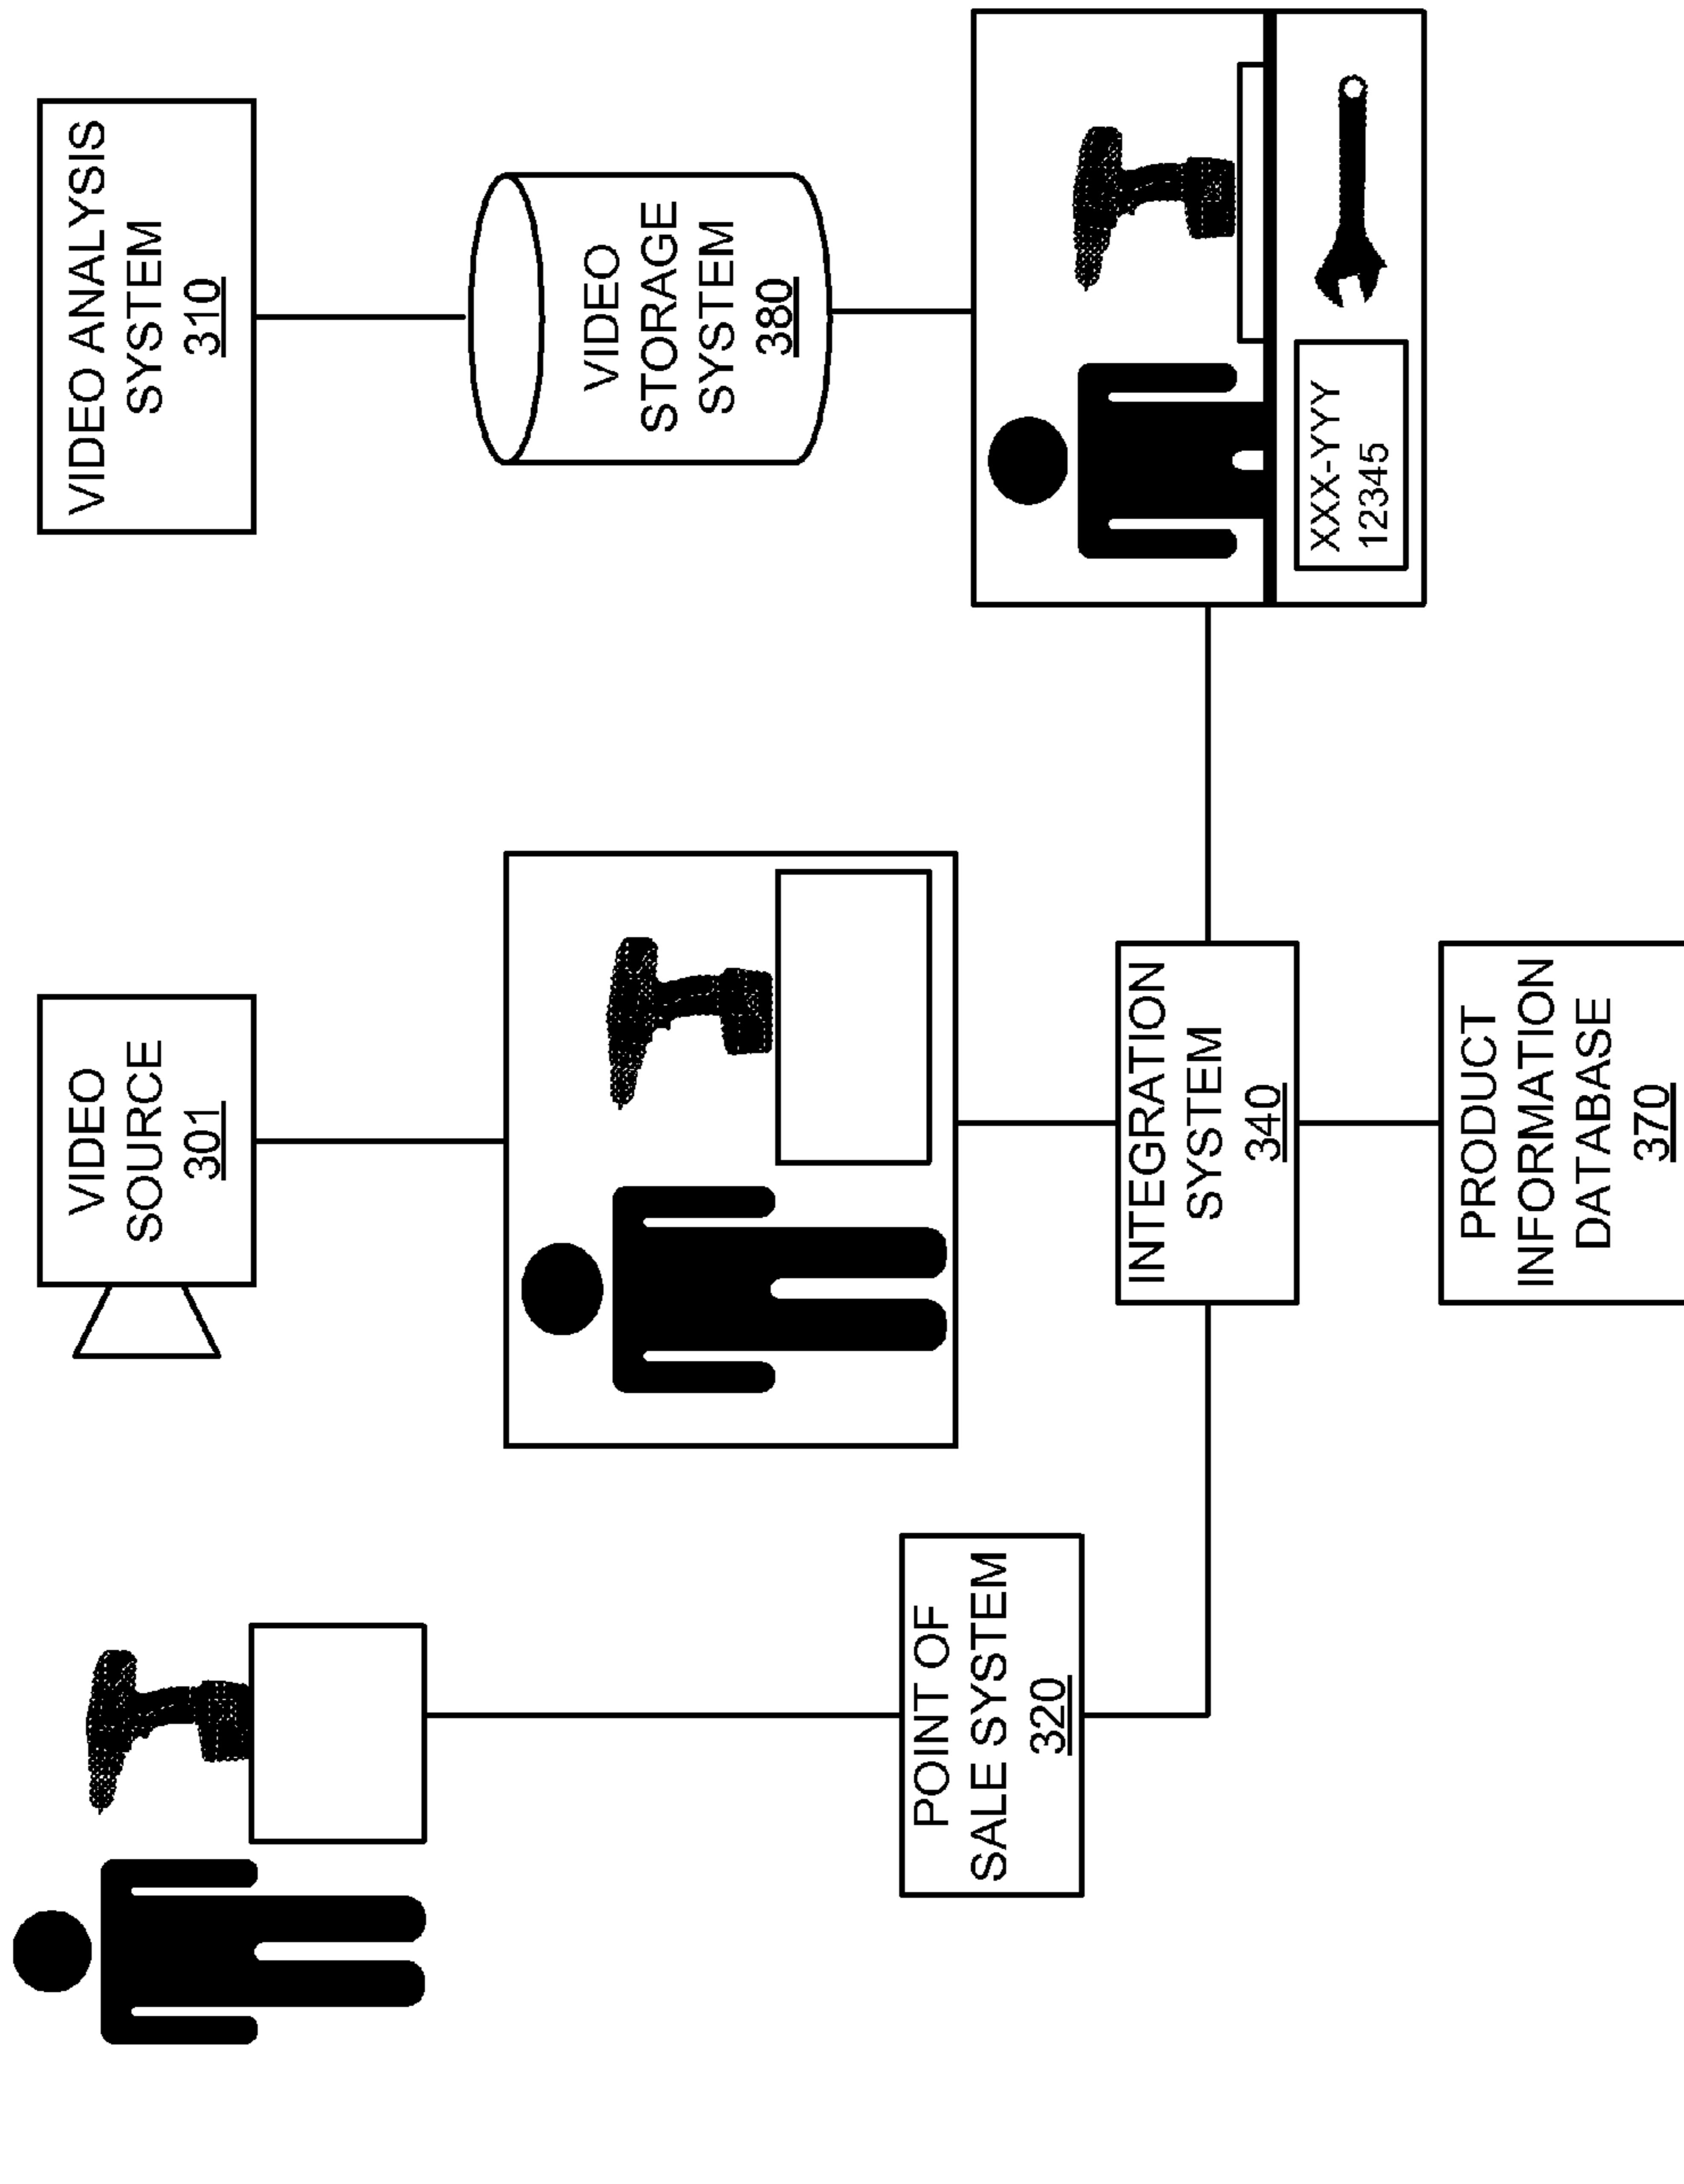 VIDEO
SOURCE
301
VIDEO ANALYSIS
SYSTEM
310
VIDEO
STORAGE
SYSTEM
380
POINT OF
SALE SYSTEM
320
INTEGRATION
SYSTEM
340
XXX-YYY
12345
PRODUCT
INFORMATION
DATABASE
370